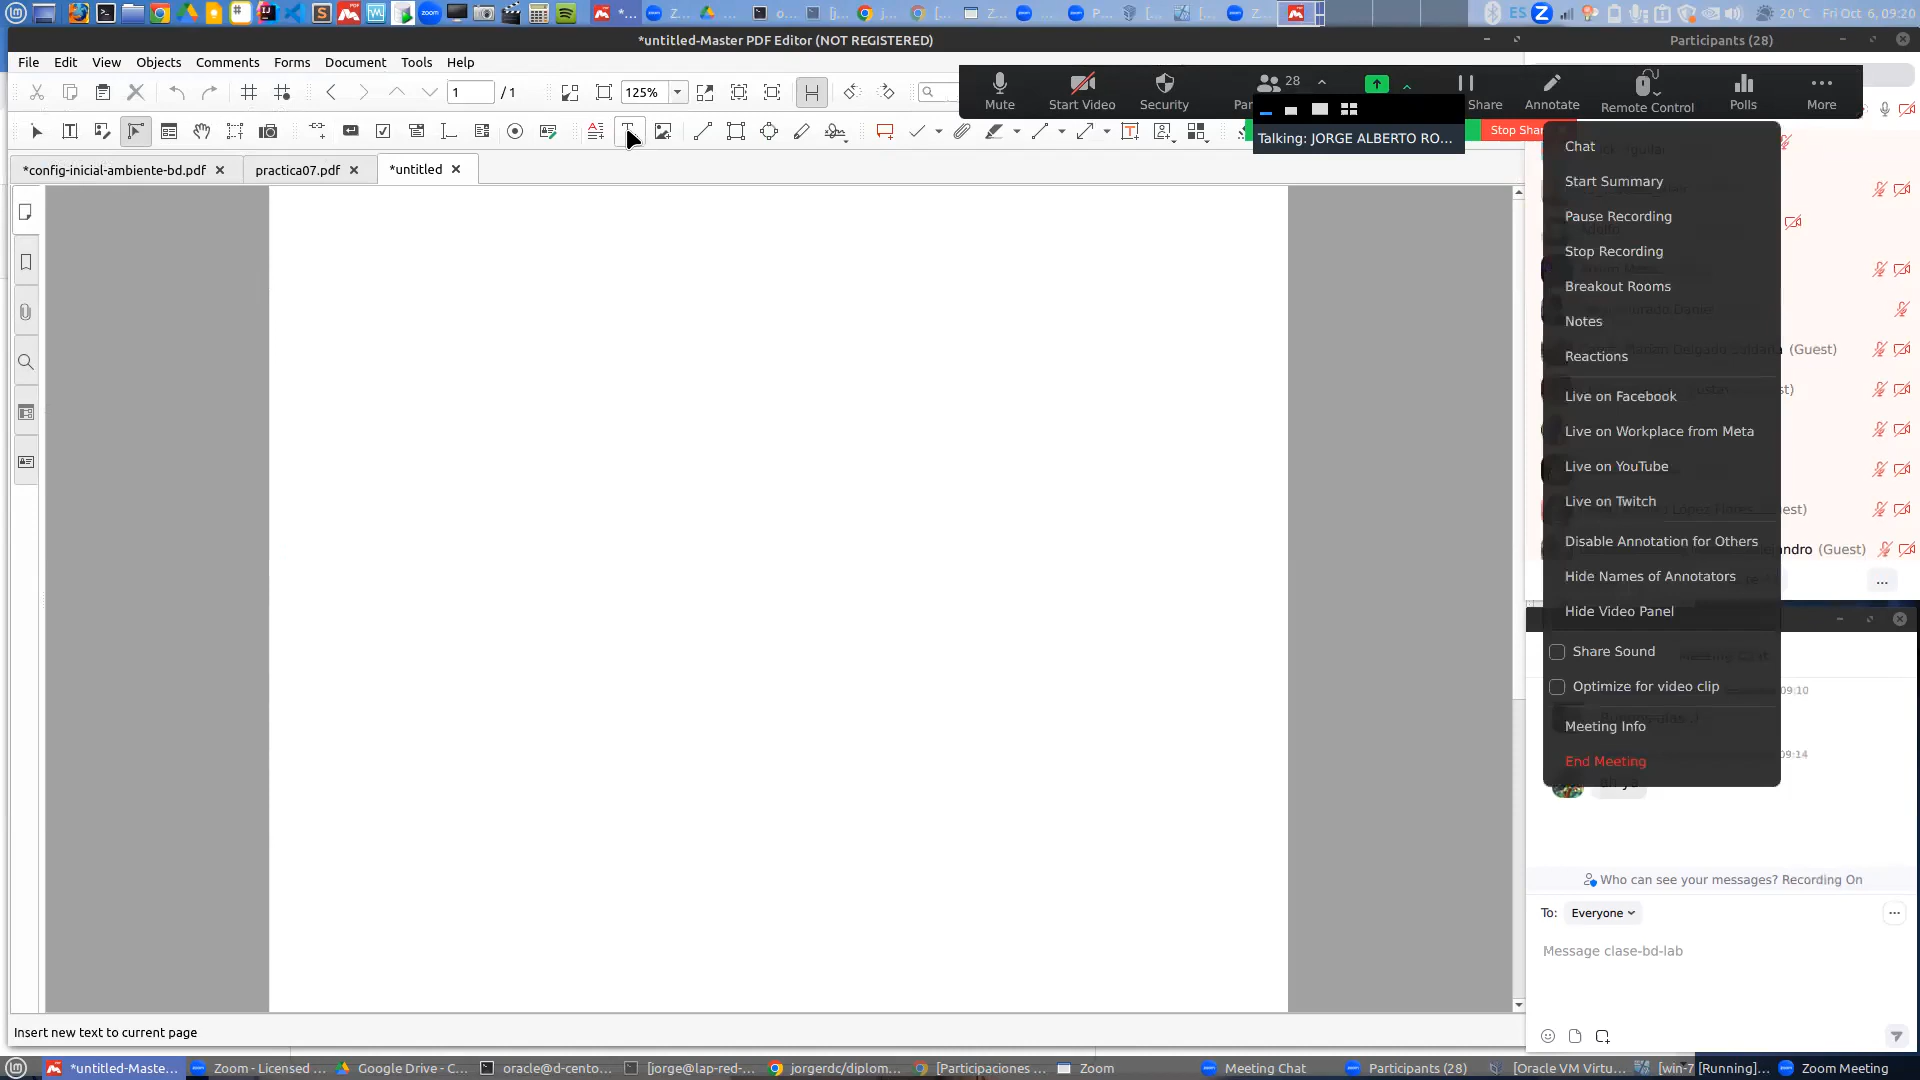 ES
20 °C
Fri Oct 6, 09:20
*untitled-Master PDF Editor (NOT REGISTERED)
Participants (28)
File Edit View Objects Comments Forms Document Tools Help
1 / 1
125%
28
Mute Start Video Security Share Annotate Remote Control Polls More
Talking: JORGE ALBERTO RO...
*config-inicial-ambiente-bd.pdf
practica07.pdf
*untitled
Chat
Start Summary
Pause Recording
Stop Recording
Breakout Rooms
Notes
Reactions
(Guest)
Live on Facebook
Live on Workplace from Meta
Live on YouTube
Live on Twitch
Disable Annotation for Others
(Guest)
Hide Names of Annotators
Hide Video Panel
Share Sound
Optimize for video clip
09:10
Meeting Info
09:14
End Meeting
Who can see your messages? Recording On
To: Everyone
Message clase-bd-lab
Insert new text to current page
*untitled-Maste...
Zoom - Licensed ...
Google Drive - C...
oracle@d-cento...
[jorge@lap-red-...
jorgerdc/diplom...
[Participaciones ...
Zoom
Meeting Chat
Participants (28)
[Oracle VM Virtu...
[win-7 [Running]...
Zoom Meeting